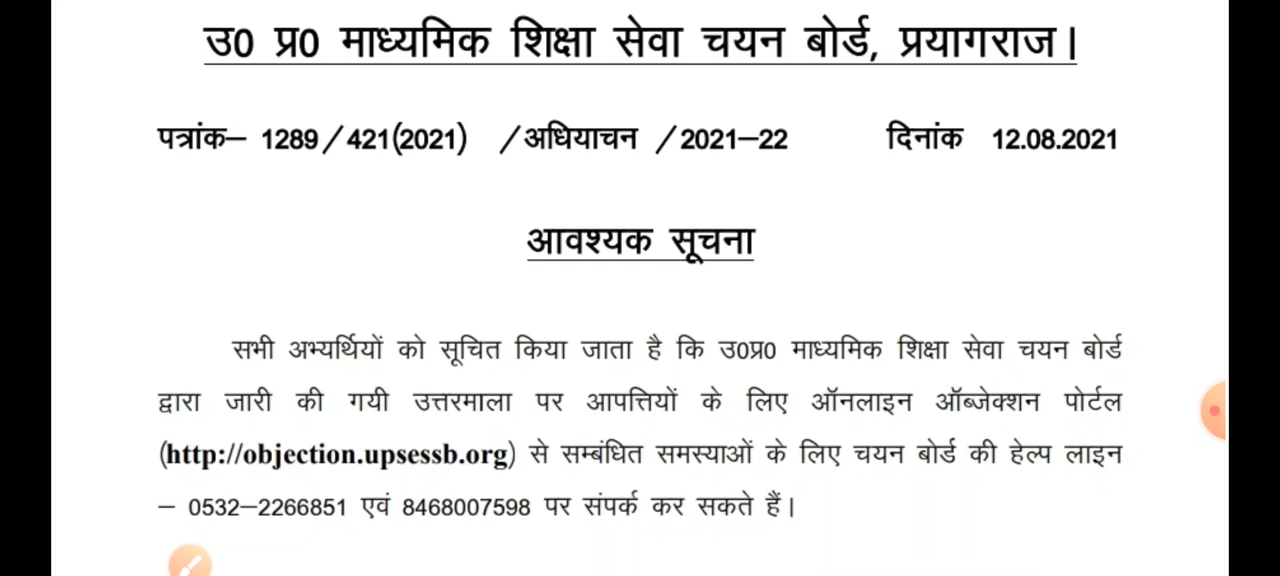 उ0 प्र0 माध्यमिक शिक्षा सेवा चयन बोर्ड, प्रयागराज।
पत्रांक– 1289/421(2021) /अधियाचन /2021–22 दिनांक 12.08.2021
आवश्यक सूचना
सभी अभ्यर्थियों को सूचित किया जाता है कि उ0प्र0 माध्यमिक शिक्षा सेवा चयन बोर्ड
द्वारा जारी की गयी उत्तरमाला पर आपत्तियों के लिए ऑनलाइन ऑब्जेक्शन पोर्टल
(http://objection.upsessb.org) से सम्बंधित समस्याओं के लिए चयन बोर्ड की हेल्प लाइन
– 0532–2266851 एवं 8468007598 पर संपर्क कर सकते हैं।